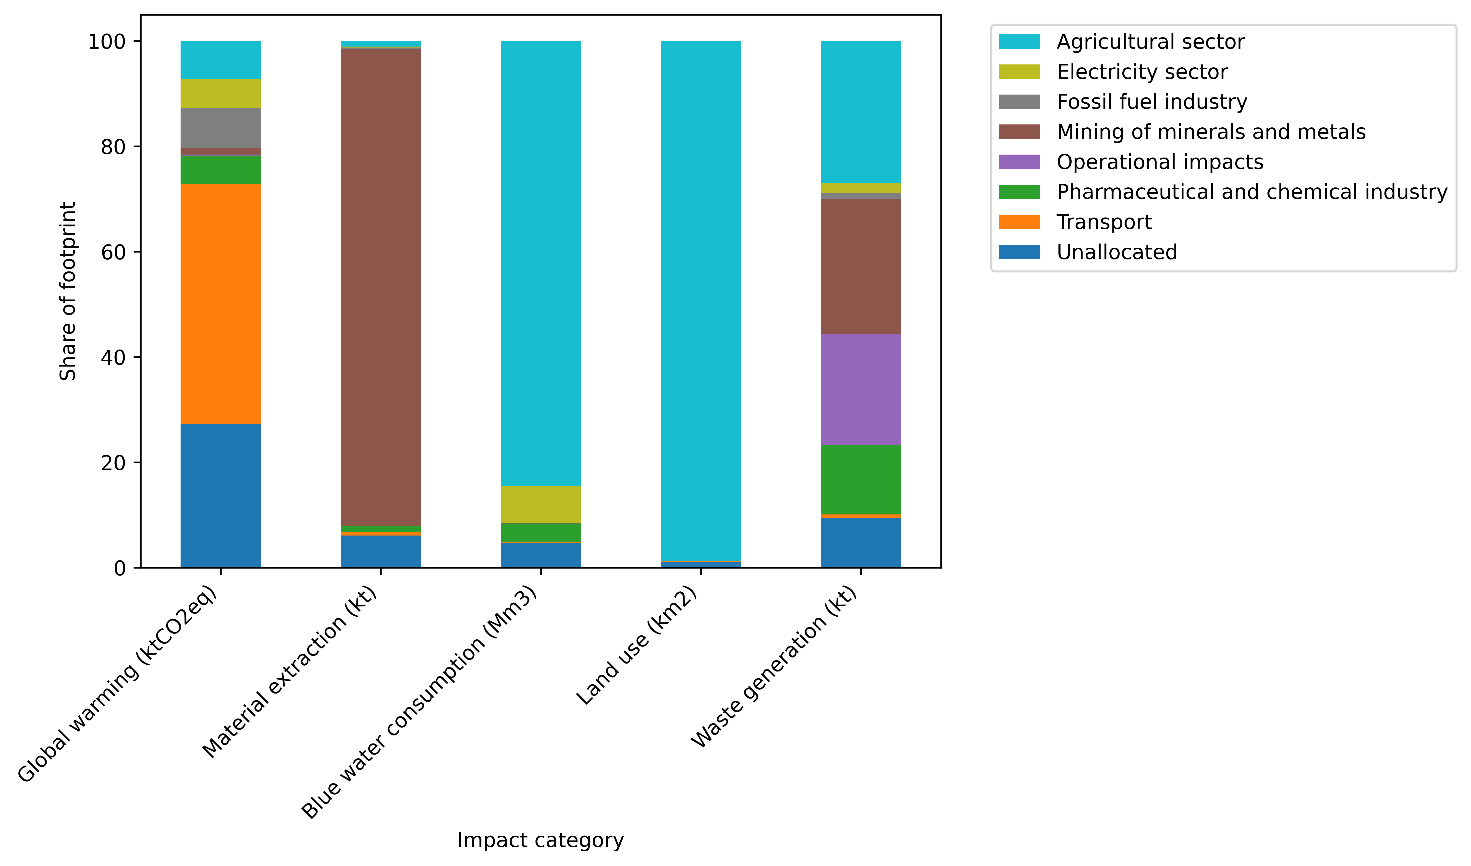 100
80
60
40
20
0
Share of footprint
Global warming (ktCO2eq)
Material extraction (kt)
Blue water consumption (Mm3)
Land use (km2)
Waste generation (kt)
Impact category
Agricultural sector
Electricity sector
Fossil fuel industry
Mining of minerals and metals
Operational impacts
Pharmaceutical and chemical industry
Transport
Unallocated